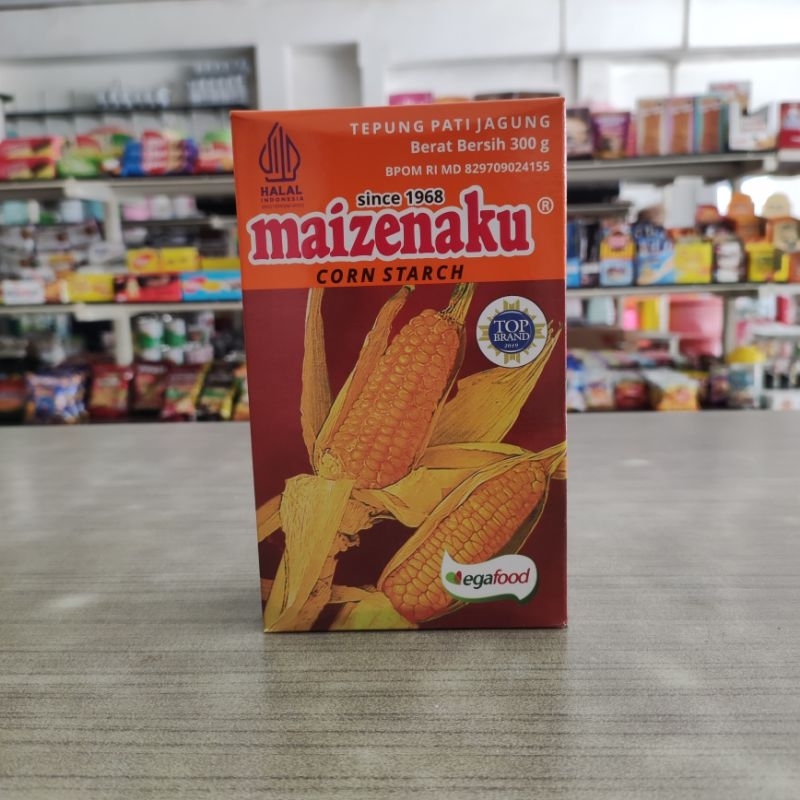 HALAL
INDONESIA
TEPUNG PATI JAGUNG
Berat Bersih 300 g
BPOM RI MD 829709024155
since 1968
maizenaku ®
CORN STARCH
TOP
BRAND
2019
egafood